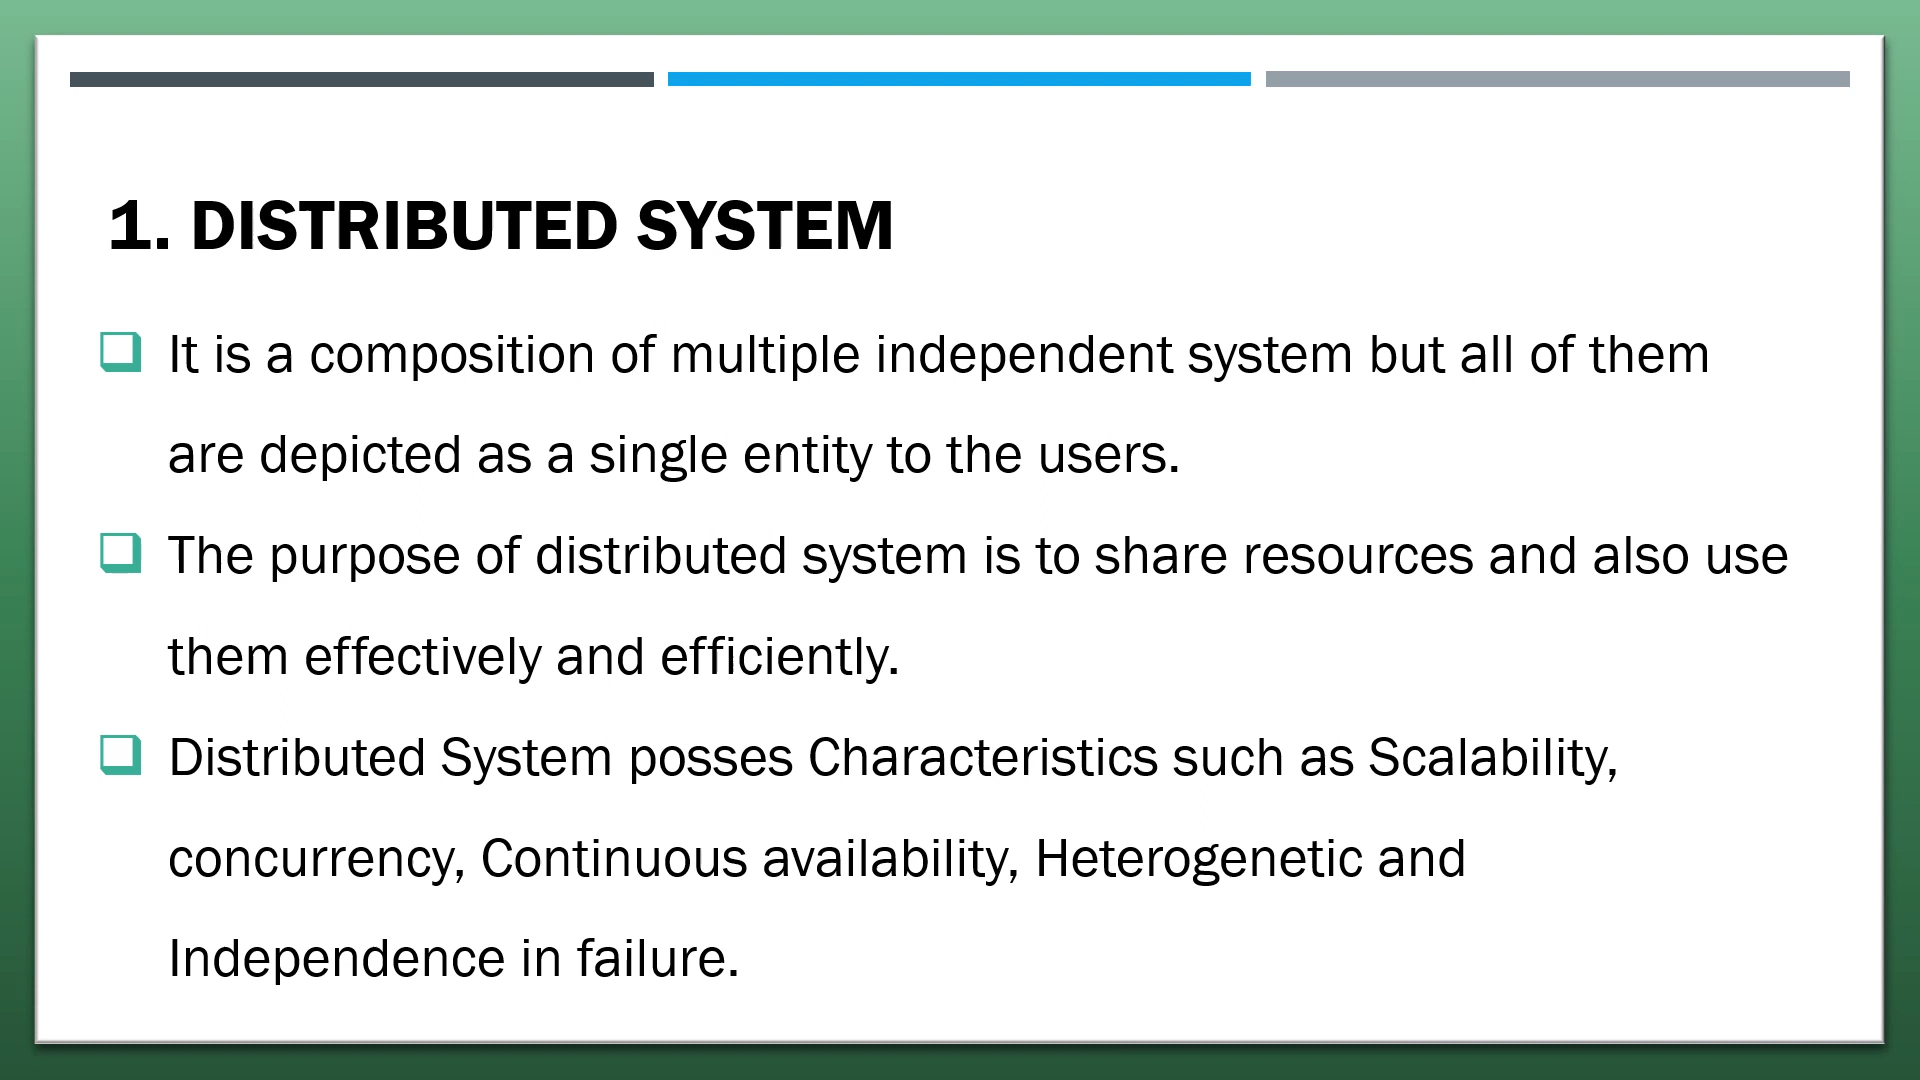 1. DISTRIBUTED SYSTEM
It is a composition of multiple independent system but all of them
are depicted as a single entity to the users.
The purpose of distributed system is to share resources and also use
them effectively and efficiently.
Distributed System posses Characteristics such as Scalability,
concurrency, Continuous availability, Heterogenetic and
Independence in failure.